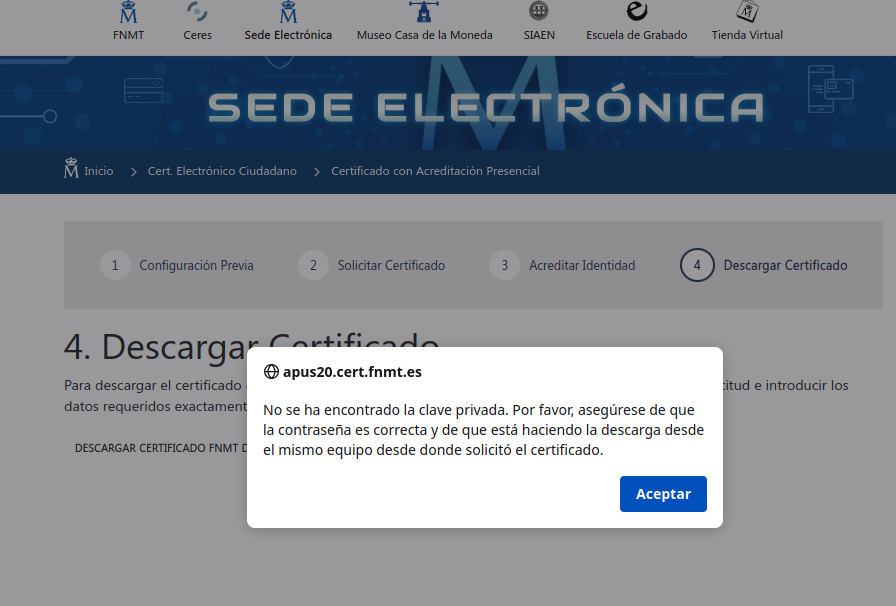 FNMT
Ceres
Sede Electrónica
Museo Casa de la Moneda
SIAEN
Escuela de Grabado
Tienda Virtual
SEDE ELECTRÓNICA
Inicio > Cert. Electrónico Ciudadano > Certificado con Acreditación Presencial
1 Configuración Previa 2 Solicitar Certificado 3 Acreditar Identidad 4 Descargar Certificado
4. Descargar Certificado
Para descargar el certificado
citud e introducir los
datos requeridos exactament
DESCARGAR CERTIFICADO FNMT D
apus20.cert.fnmt.es
No se ha encontrado la clave privada. Por favor, asegúrese de que
la contraseña es correcta y de que está haciendo la descarga desde
el mismo equipo desde donde solicitó el certificado.
Aceptar